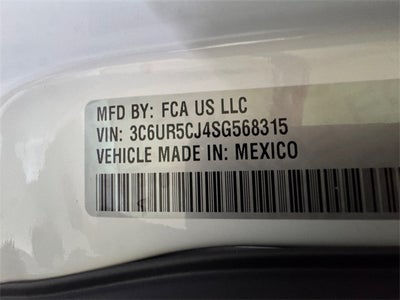 MFD BY: FCA US LLC
VIN: 3C6UR5CJ4SG568315
VEHICLE MADE IN: MEXICO